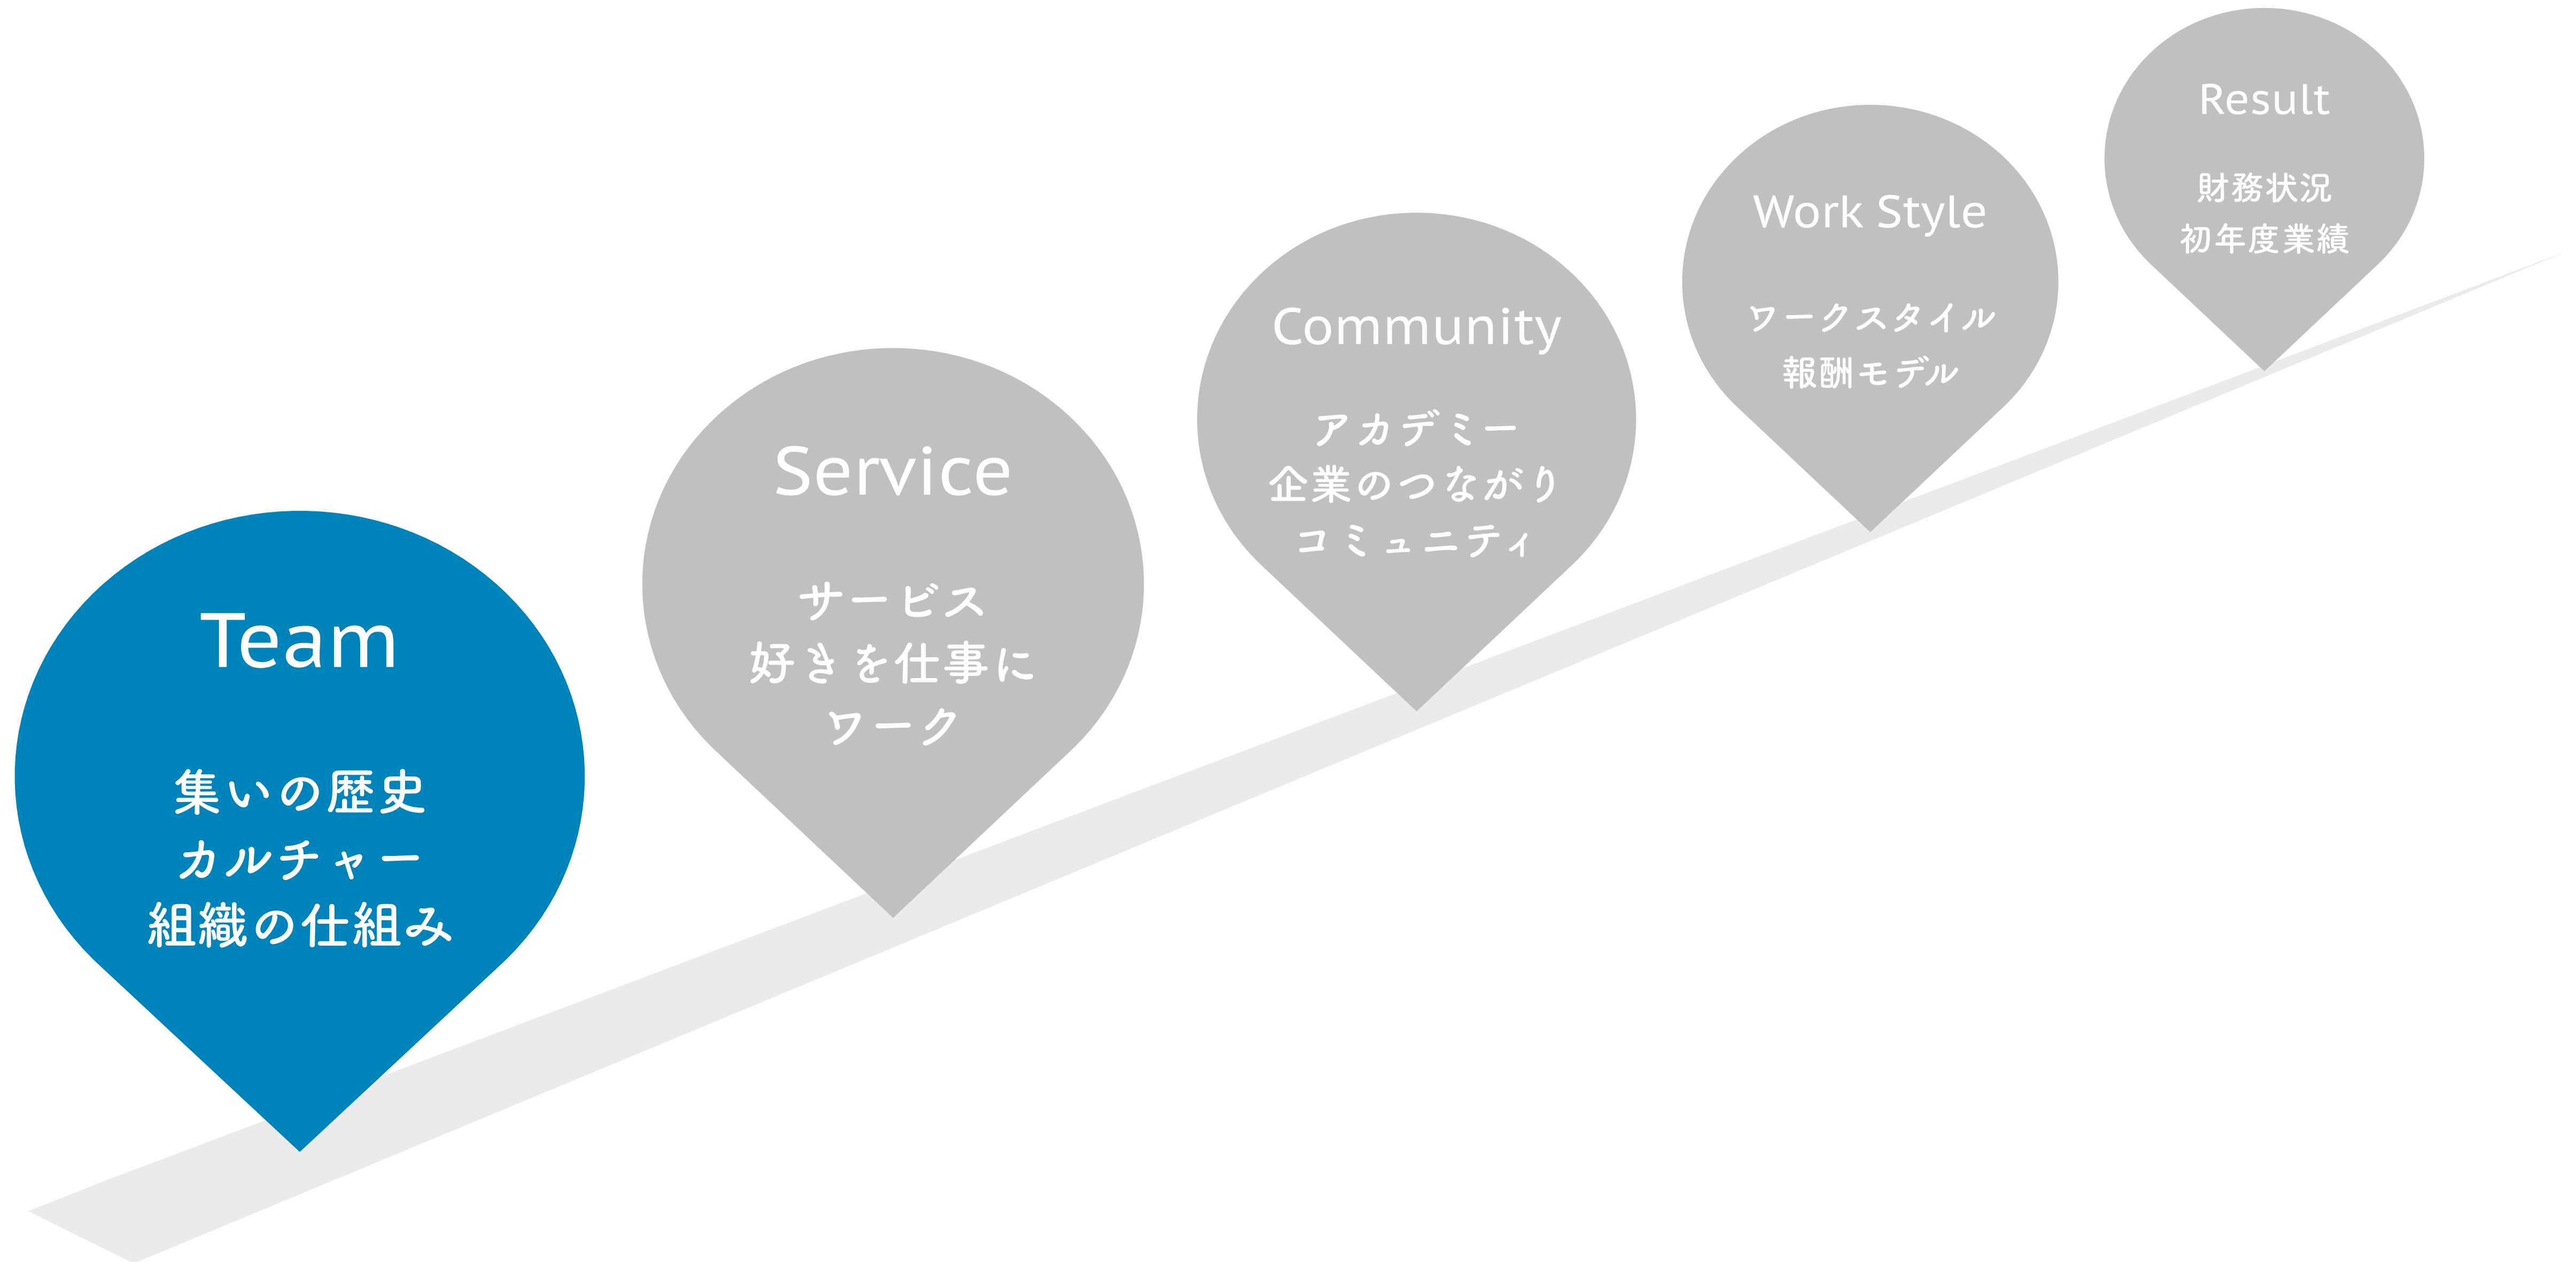 Team
集いの歴史
カルチャー
組織の仕組み
Service
サービス
好きを仕事に
ワーク
Community
アカデミー
企業のつながり
コミュニティ
Work Style
ワークスタイル
報酬モデル
Result
財務状況
初年度業績